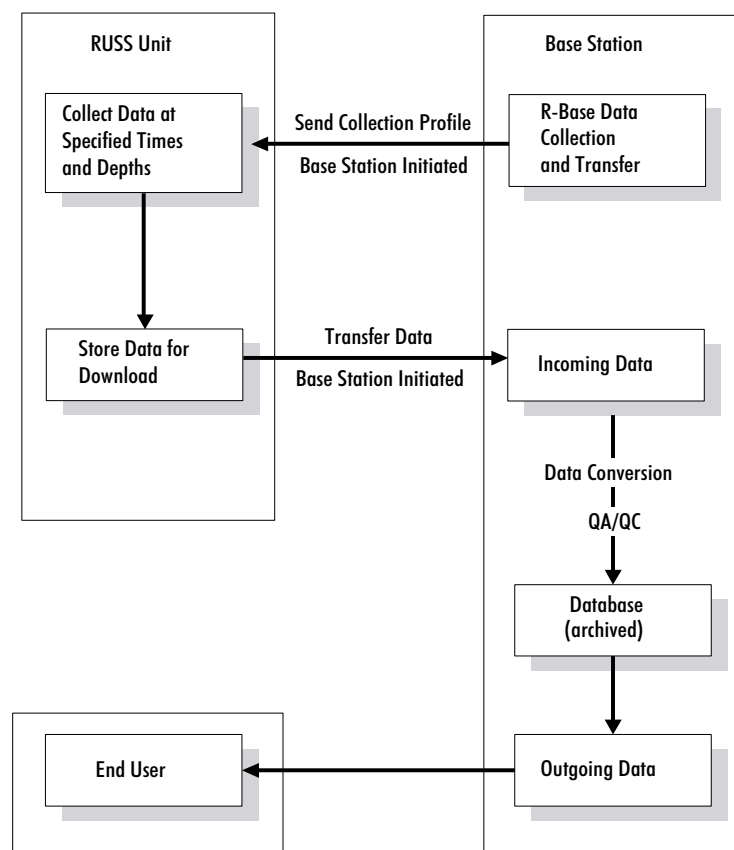 RUSS Unit
Base Station
Collect Data at
Specified Times
and Depths
Send Collection Profile
Base Station Initiated
R-Base Data
Collection
and Transfer
Store Data for
Download
Transfer Data
Base Station Initiated
Incoming Data
Data Conversion
QA/QC
Database
(archived)
End User
Outgoing Data